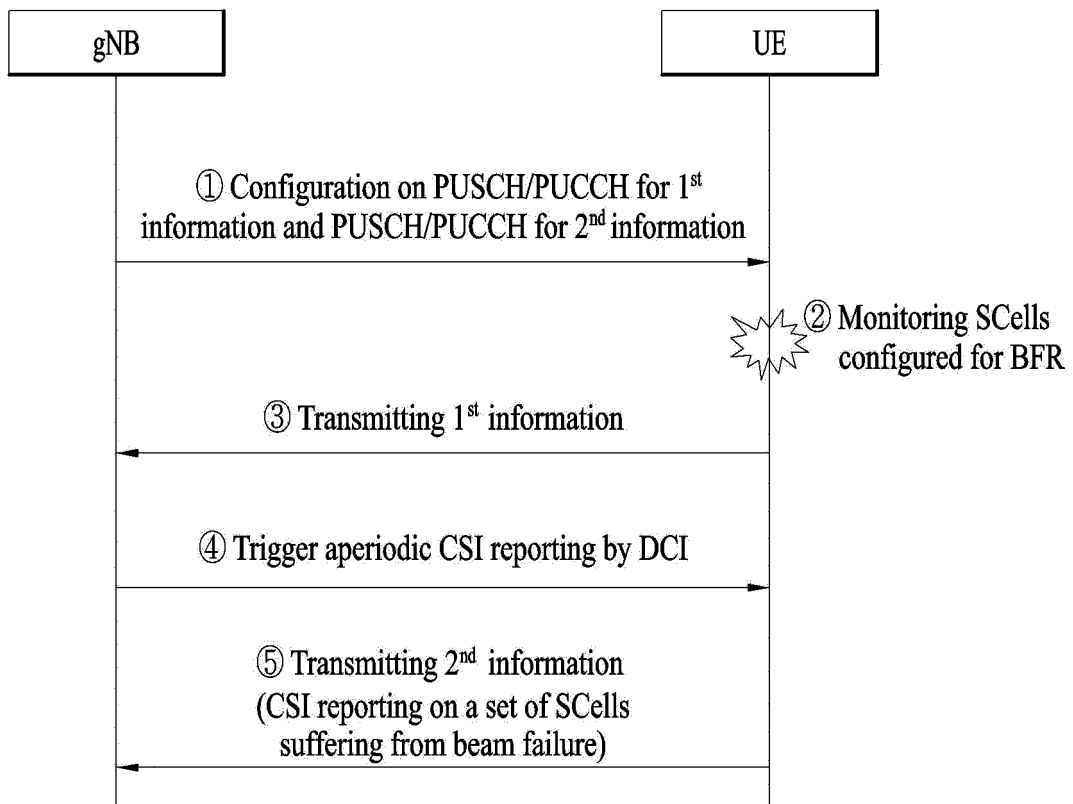 gNB
UE
① Configuration on PUSCH/PUCCH for 1st
information and PUSCH/PUCCH for 2nd information
② Monitoring SCells
configured for BFR
③ Transmitting 1st information
④ Trigger aperiodic CSI reporting by DCI
⑤ Transmitting 2nd information
(CSI reporting on a set of SCells
suffering from beam failure)